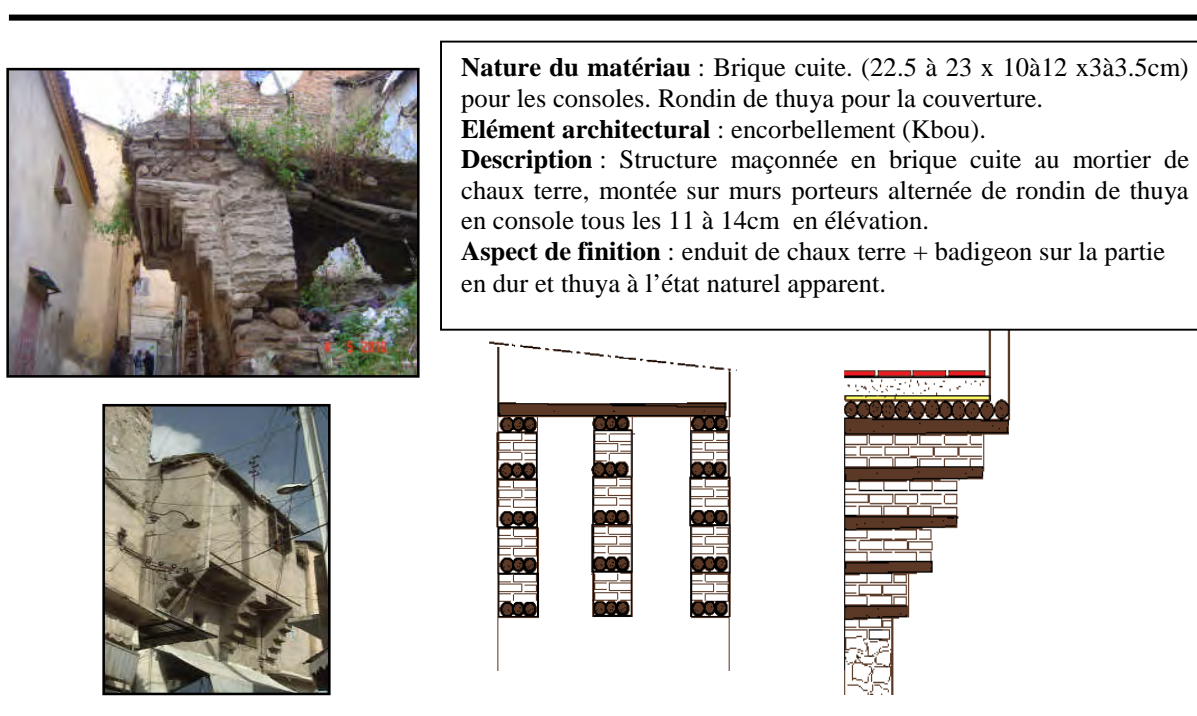 Nature du matériau : Brique cuite. (22.5 à 23 x 10à12 x3à3.5cm)
pour les consoles. Rondin de thuya pour la couverture.
Elément architectural : encorbellement (Kbou).
Description : Structure maçonnée en brique cuite au mortier de
chaux terre, montée sur murs porteurs alternée de rondin de thuya
en console tous les 11 à 14cm en élévation.
Aspect de finition : enduit de chaux terre + badigeon sur la partie
en dur et thuya à l’état naturel apparent.